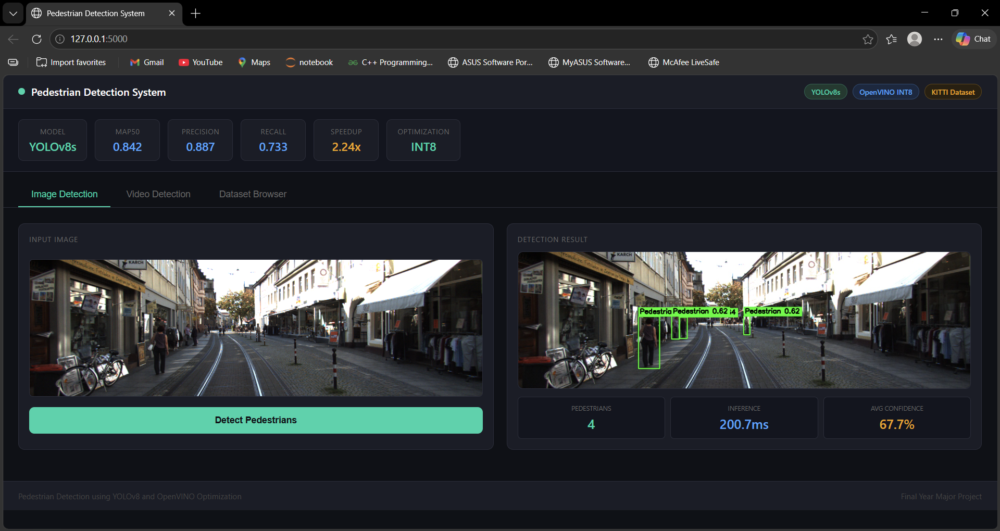 Pedestrian Detection System
127.0.0.1:5000
Chat
Import favorites
Gmail
YouTube
Maps
notebook
C++ Programming...
ASUS Software Por...
MyASUS Software...
McAfee LiveSafe
Pedestrian Detection System
YOLOv8s
OpenVINO INT8
KITTI Dataset
MODEL
YOLOv8s
MAP50
0.842
PRECISION
0.887
RECALL
0.733
SPEEDUP
2.24x
OPTIMIZATION
INT8
Image Detection
Video Detection
Dataset Browser
INPUT IMAGE
KARCH
Detect Pedestrians
DETECTION RESULT
KARCH
Pedestria
Pedestrian 0.62
Pedestrian 0.62
PEDESTRIANS
4
INFERENCE
200.7ms
AVG CONFIDENCE
67.7%
Pedestrian Detection using YOLOv8 and OpenVINO Optimization
Final Year Major Project